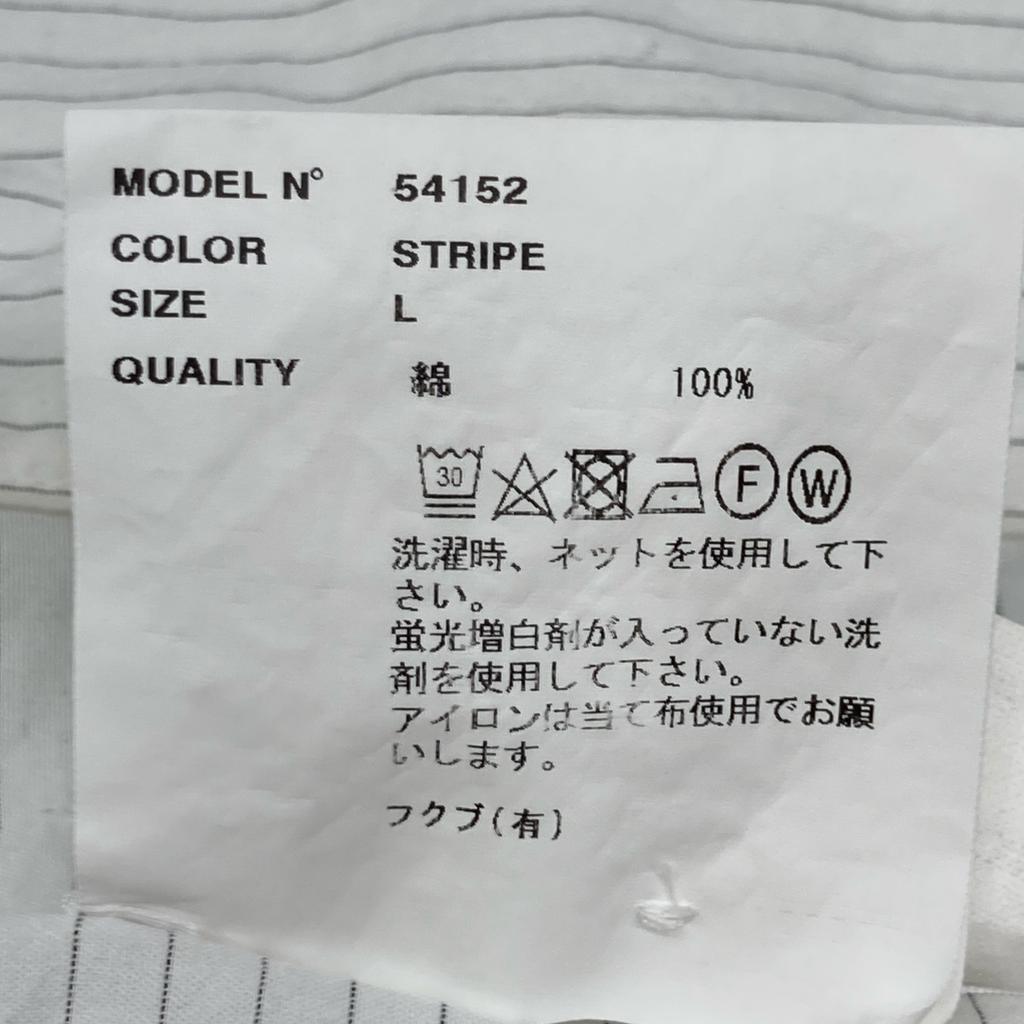 MODEL N° 54152
COLOR STRIPE
SIZE L
QUALITY 綿 100%
30 F W
洗濯時、ネットを使用して下
さい。
蛍光増白剤が入っていない洗
剤を使用して下さい。
アイロンは当て布使用でお願
いします。
フクブ(有)